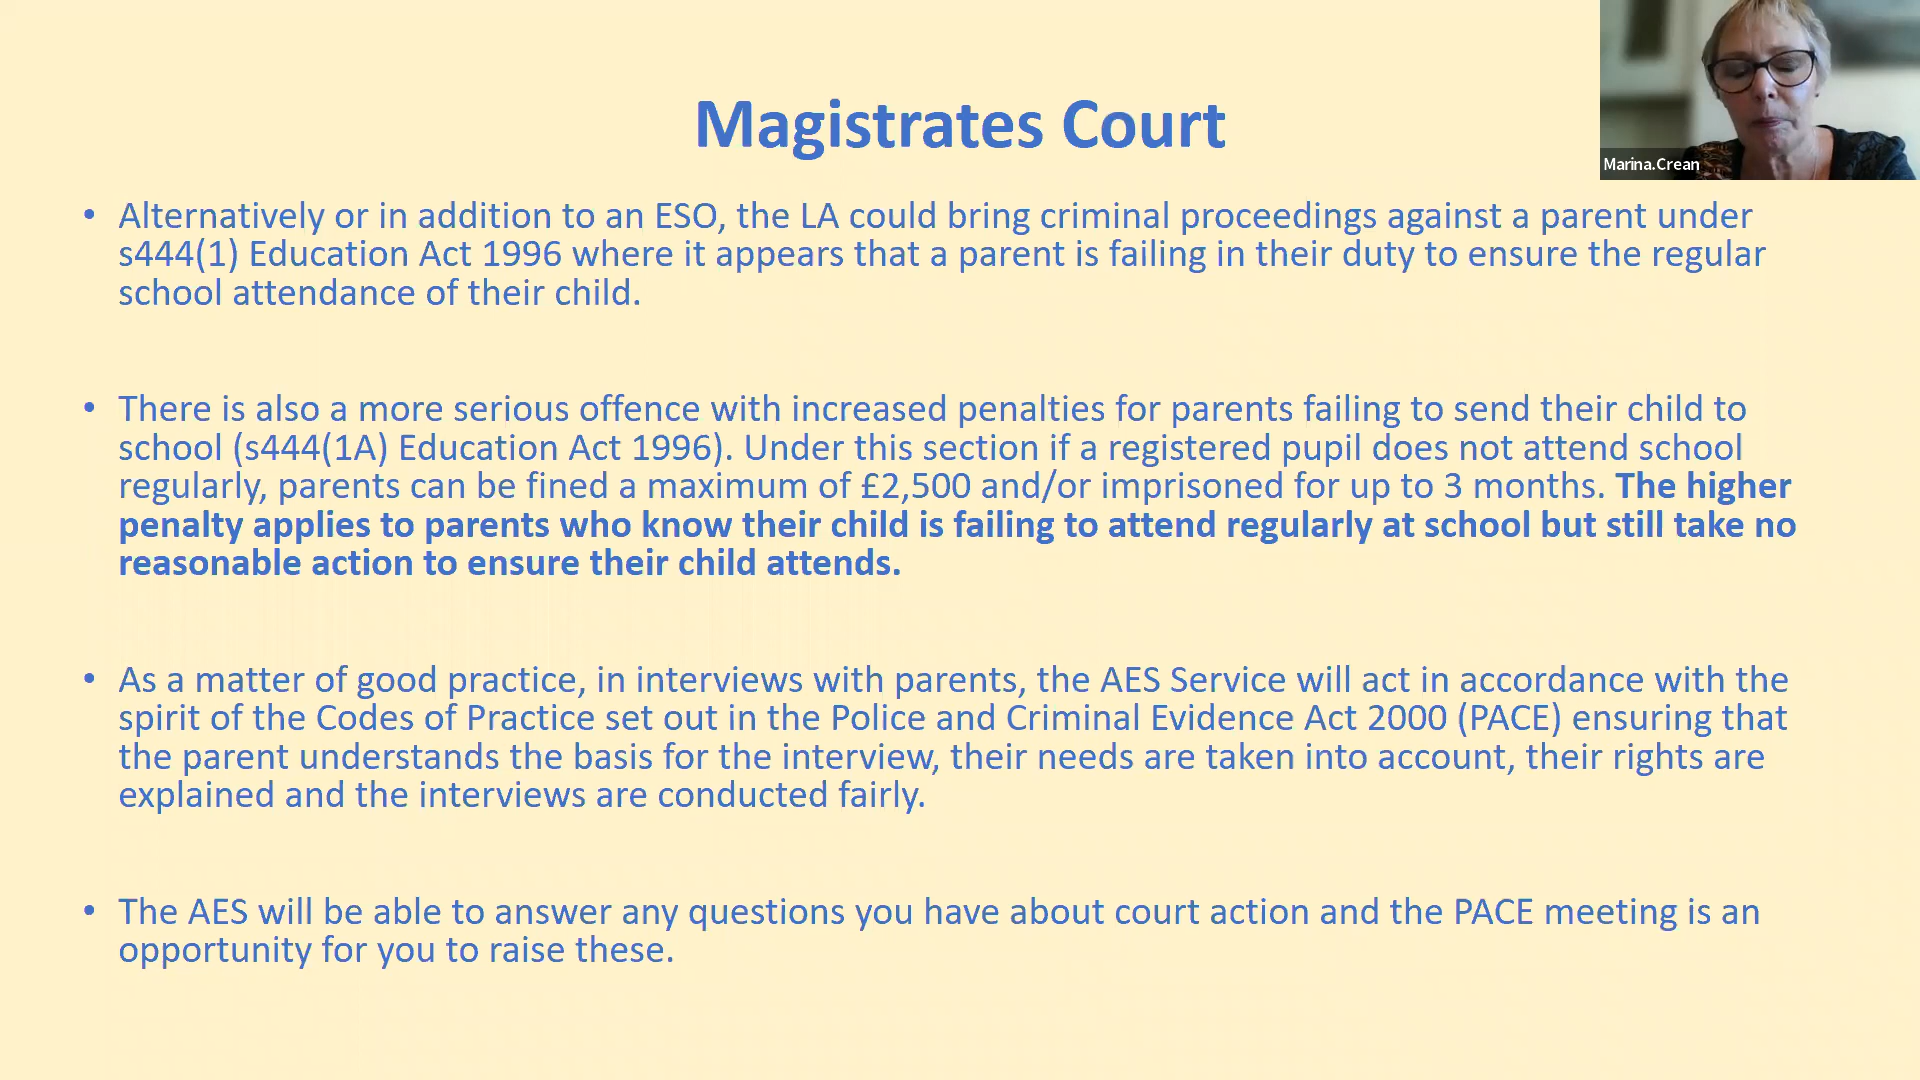 Magistrates Court
Marina.Crean
• Alternatively or in addition to an ESO, the LA could bring criminal proceedings against a parent under
s444(1) Education Act 1996 where it appears that a parent is failing in their duty to ensure the regular
school attendance of their child.
• There is also a more serious offence with increased penalties for parents failing to send their child to
school (s444(1A) Education Act 1996). Under this section if a registered pupil does not attend school
regularly, parents can be fined a maximum of £2,500 and/or imprisoned for up to 3 months. The higher
penalty applies to parents who know their child is failing to attend regularly at school but still take no
reasonable action to ensure their child attends.
• As a matter of good practice, in interviews with parents, the AES Service will act in accordance with the
spirit of the Codes of Practice set out in the Police and Criminal Evidence Act 2000 (PACE) ensuring that
the parent understands the basis for the interview, their needs are taken into account, their rights are
explained and the interviews are conducted fairly.
• The AES will be able to answer any questions you have about court action and the PACE meeting is an
opportunity for you to raise these.